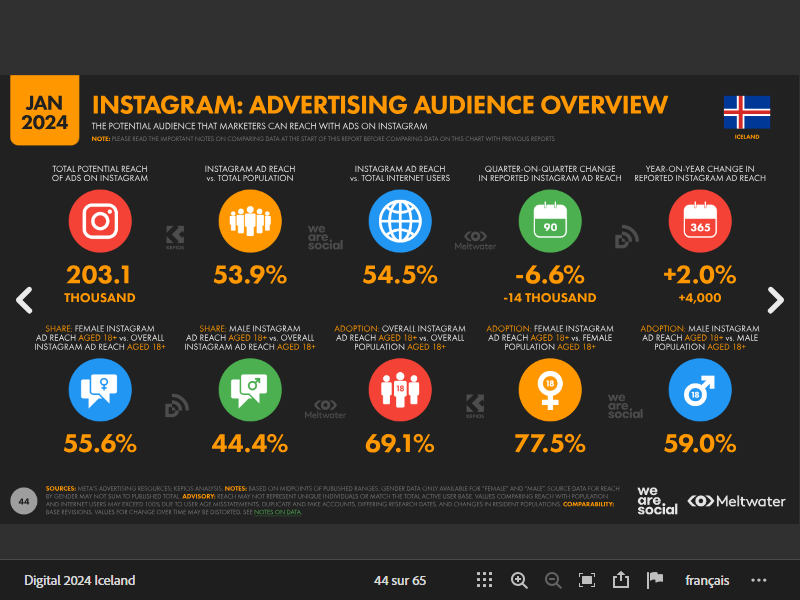 JAN
2024
INSTAGRAM: ADVERTISING AUDIENCE OVERVIEW
THE POTENTIAL AUDIENCE THAT MARKETERS CAN REACH WITH ADS ON INSTAGRAM
NOTE: PLEASE READ THE IMPORTANT NOTES ON COMPARING DATA AT THE START OF THIS REPORT BEFORE COMPARING DATA ON THIS CHART WITH PREVIOUS REPORTS
ICELAND
TOTAL POTENTIAL REACH
OF ADS ON INSTAGRAM
203.1
THOUSAND
INSTAGRAM AD REACH
vs. TOTAL POPULATION
53.9%
INSTAGRAM AD REACH
vs. TOTAL INTERNET USERS
54.5%
QUARTER-ON-QUARTER CHANGE
IN REPORTED INSTAGRAM AD REACH
90
-6.6%
-14 THOUSAND
YEAR-ON-YEAR CHANGE IN
REPORTED INSTAGRAM AD REACH
365
+2.0%
+4,000
KEPIOS
we
are.
social
Meltwater
SHARE: FEMALE INSTAGRAM
AD REACH AGED 18+ vs. OVERALL
INSTAGRAM AD REACH AGED 18+
55.6%
SHARE: MALE INSTAGRAM
AD REACH AGED 18+ vs. OVERALL
INSTAGRAM AD REACH AGED 18+
44.4%
ADOPTION: OVERALL INSTAGRAM
AD REACH AGED 18+ vs. OVERALL
POPULATION AGED 18+
18
69.1%
ADOPTION: FEMALE INSTAGRAM
AD REACH AGED 18+ vs. FEMALE
POPULATION AGED 18+
18
77.5%
ADOPTION: MALE INSTAGRAM
AD REACH AGED 18+ vs. MALE
POPULATION AGED 18+
18
59.0%
Meltwater
KEPIOS
we
are.
social
44
SOURCES: META'S ADVERTISING RESOURCES; KEPIOS ANALYSIS. NOTES: BASED ON MIDPOINTS OF PUBLISHED RANGES. GENDER DATA ONLY AVAILABLE FOR "FEMALE" AND "MALE". SOURCE DATA FOR REACH
BY GENDER MAY NOT SUM TO PUBLISHED TOTAL. ADVISORY: REACH MAY NOT REPRESENT UNIQUE INDIVIDUALS OR MATCH THE TOTAL ACTIVE USER BASE. VALUES COMPARING REACH WITH POPULATION
AND INTERNET USERS MAY EXCEED 100% DUE TO USER AGE MISSTATEMENTS, DUPLICATE AND FAKE ACCOUNTS, DIFFERING RESEARCH DATES, AND CHANGES IN RESIDENT POPULATIONS. COMPARABILITY:
BASE REVISIONS. VALUES FOR CHANGE OVER TIME MAY BE DISTORTED. SEE NOTES ON DATA.
we
are.
social
Meltwater
Digital 2024 Iceland
44 sur 65
français